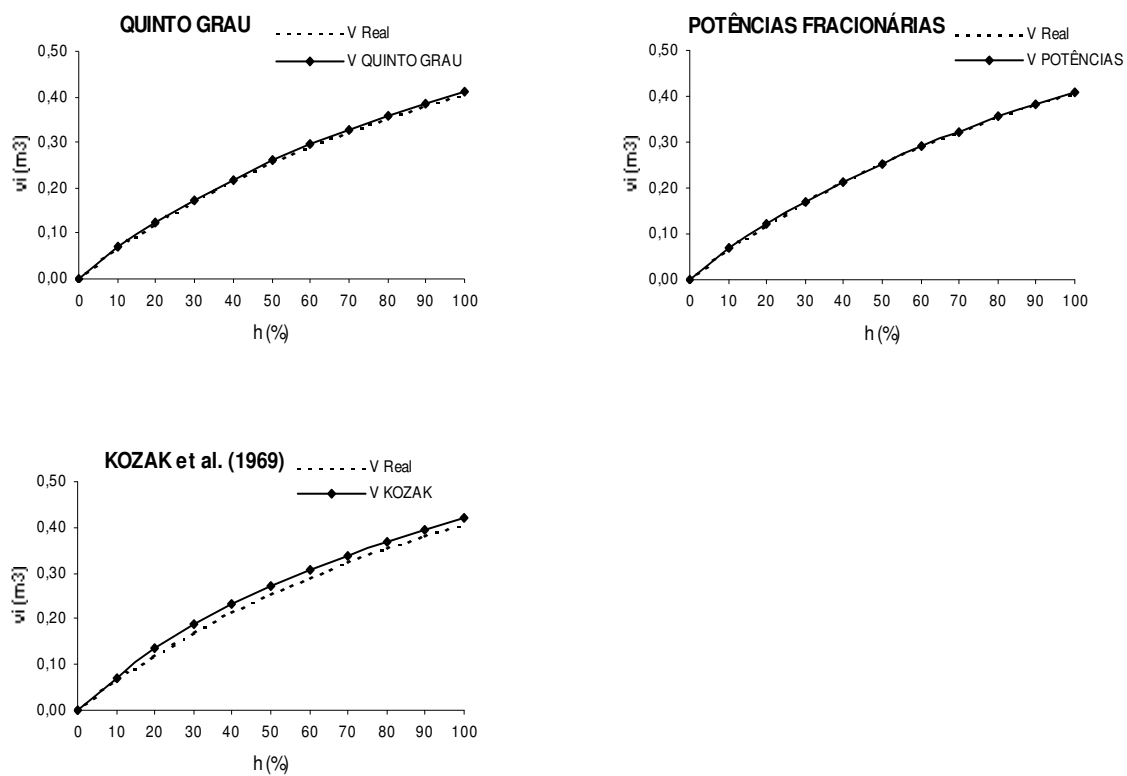 QUINTO GRAU
V Real
V QUINTO GRAU
0,50
0,40
0,30
0,20
0,10
0,00
vi (m3)
0 10 20 30 40 50 60 70 80 90 100
h (%)
POTÊNCIAS FRACIONÁRIAS
V Real
V POTÊNCIAS
0,50
0,40
0,30
0,20
0,10
0,00
vi (m3)
0 10 20 30 40 50 60 70 80 90 100
h (%)
KOZAK et al. (1969)
V Real
V KOZAK
0,50
0,40
0,30
0,20
0,10
0,00
vi (m3)
0 10 20 30 40 50 60 70 80 90 100
h (%)